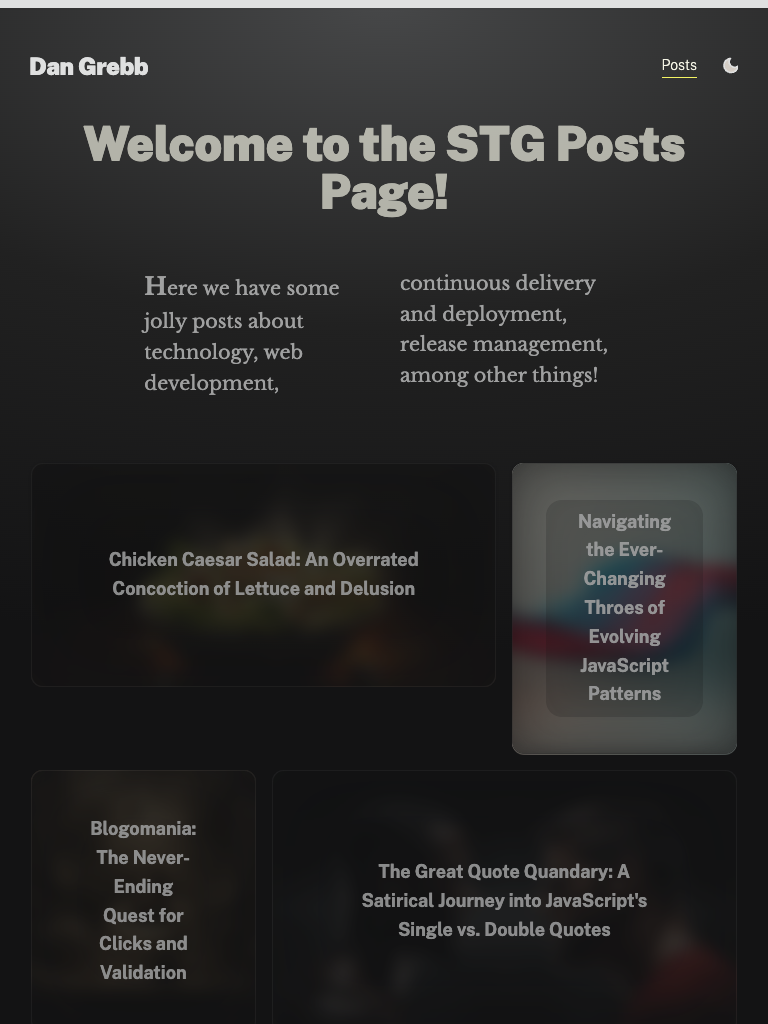 Dan Grebb
Posts
Welcome to the STG Posts
Page!
Here we have some
jolly posts about
technology, web
development,
continuous delivery
and deployment,
release management,
among other things!
Chicken Caesar Salad: An Overrated
Concoction of Lettuce and Delusion
Navigating
the Ever-
Changing
Throes of
Evolving
JavaScript
Patterns
Blogomania:
The Never-
Ending
Quest for
Clicks and
Validation
The Great Quote Quandary: A
Satirical Journey into JavaScript's
Single vs. Double Quotes